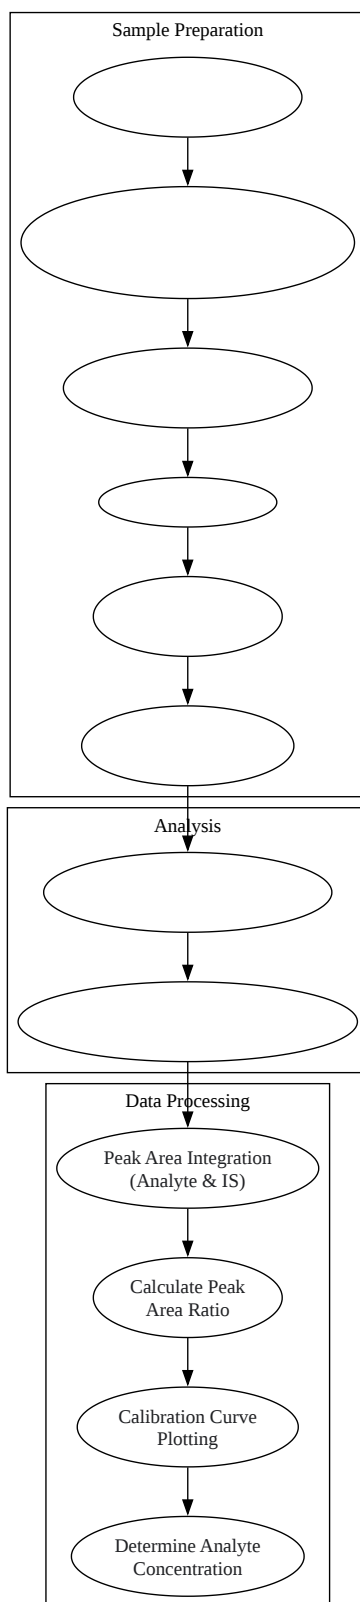 Sample Preparation
Analysis
Data Processing
Peak Area Integration
(Analyte & IS)
Calculate Peak
Area Ratio
Calibration Curve
Plotting
Determine Analyte
Concentration